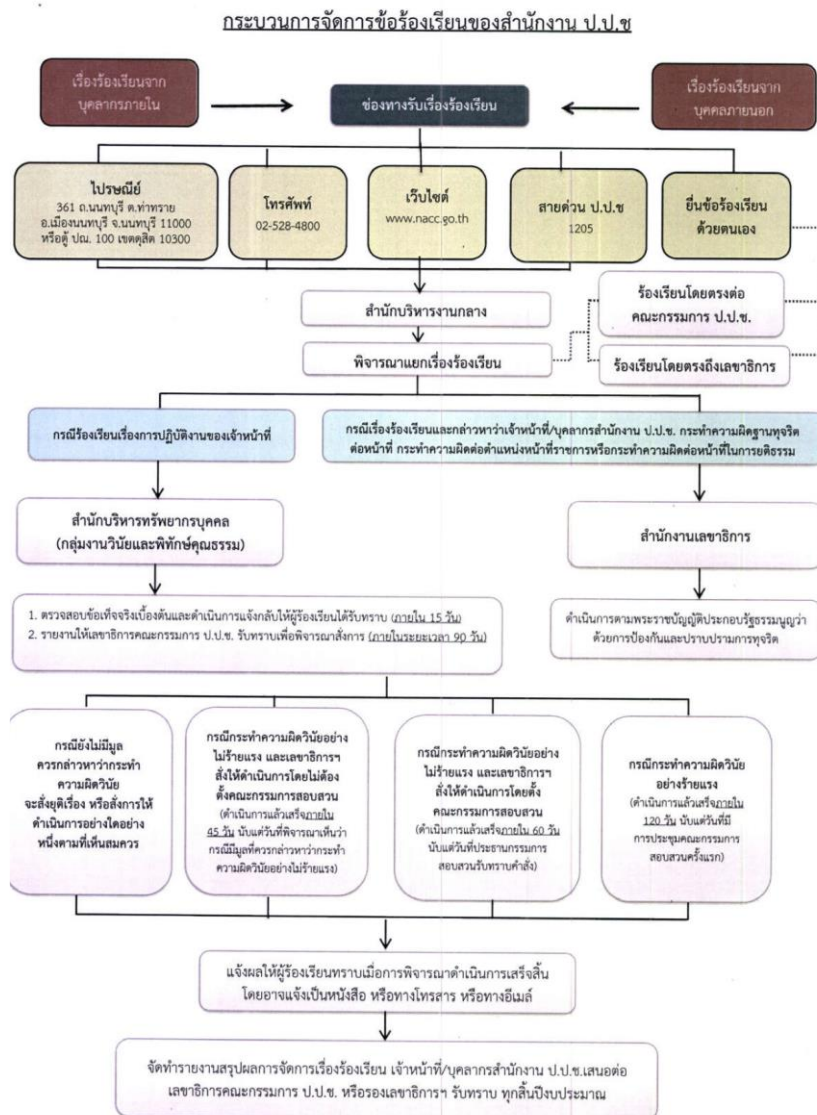 กระบวนการจัดการข้อร้องเรียนของสำนักงาน ป.ป.ช
เรื่องร้องเรียนจาก
บุคลากรภายใน
ช่องทางรับเรื่องร้องเรียน
เรื่องร้องเรียนจาก
บุคคลภายนอก
ไปรษณีย์
361 ถ.นนทบุรี ต.ท่าทราย
อ.เมืองนนทบุรี จ.นนทบุรี 11000
หรือตู้ ปณ. 100 เขตดุสิต 10300
โทรศัพท์
02-528-4800
เว็บไซต์
www.nacc.go.th
สายด่วน ป.ป.ช
1205
ยื่นข้อร้องเรียน
ด้วยตนเอง
สำนักบริหารงานกลาง
ร้องเรียนโดยตรงต่อ
คณะกรรมการ ป.ป.ช.
พิจารณาแยกเรื่องร้องเรียน
ร้องเรียนโดยตรงถึงเลขาธิการ
กรณีร้องเรียนเรื่องการปฏิบัติงานของเจ้าหน้าที่
กรณีเรื่องร้องเรียนและกล่าวหาว่าเจ้าหน้าที่/บุคลากรสำนักงาน ป.ป.ช. กระทำความผิดฐานทุจริต
ต่อหน้าที่ กระทำความผิดต่อตำแหน่งหน้าที่ราชการหรือกระทำความผิดต่อหน้าที่ในการยุติธรรม
สำนักบริหารทรัพยากรบุคคล
(กลุ่มงานวินัยและพิทักษ์คุณธรรม)
สำนักงานเลขาธิการ
1. ตรวจสอบข้อเท็จจริงเบื้องต้นและดำเนินการแจ้งกลับให้ผู้ร้องเรียนได้รับทราบ (ภายใน 15 วัน)
2. รายงานให้เลขาธิการคณะกรรมการ ป.ป.ช. รับทราบเพื่อพิจารณาสั่งการ (ภายในระยะเวลา 90 วัน)
ดำเนินการตามพระราชบัญญัติประกอบรัฐธรรมนูญว่า
ด้วยการป้องกันและปราบปรามการทุจริต
กรณียังไม่มีมูล
ควรกล่าวหาว่ากระทำ
ความผิดวินัย
จะสั่งยุติเรื่อง หรือสั่งการให้
ดำเนินการอย่างใดอย่าง
หนึ่งตามที่เห็นสมควร
กรณีกระทำความผิดวินัยอย่าง
ไม่ร้ายแรง และเลขาธิการฯ
สั่งให้ดำเนินการโดยไม่ต้อง
ตั้งคณะกรรมการสอบสวน
(ดำเนินการแล้วเสร็จภายใน
45 วัน นับแต่วันที่พิจารณาเห็นว่า
กรณีมีมูลที่ควรกล่าวหาว่ากระทำ
ความผิดวินัยอย่างไม่ร้ายแรง)
กรณีกระทำความผิดวินัยอย่าง
ไม่ร้ายแรง และเลขาธิการฯ
สั่งให้ดำเนินการโดยตั้ง
คณะกรรมการสอบสวน
(ดำเนินการแล้วเสร็จภายใน 60 วัน
นับแต่วันที่ประธานกรรมการ
สอบสวนรับทราบคำสั่ง)
กรณีกระทำความผิดวินัย
อย่างร้ายแรง
(ดำเนินการแล้วเสร็จภายใน
120 วัน นับแต่วันที่มี
การประชุมคณะกรรมการ
สอบสวนครั้งแรก)
แจ้งผลให้ผู้ร้องเรียนทราบเมื่อการพิจารณาดำเนินการเสร็จสิ้น
โดยอาจแจ้งเป็นหนังสือ หรือทางโทรสาร หรือทางอีเมล์
จัดทำรายงานสรุปผลการจัดการเรื่องร้องเรียน เจ้าหน้าที่/บุคลากรสำนักงาน ป.ป.ช.เสนอต่อ
เลขาธิการคณะกรรมการ ป.ป.ช. หรือรองเลขาธิการฯ รับทราบ ทุกสิ้นปีงบประมาณ